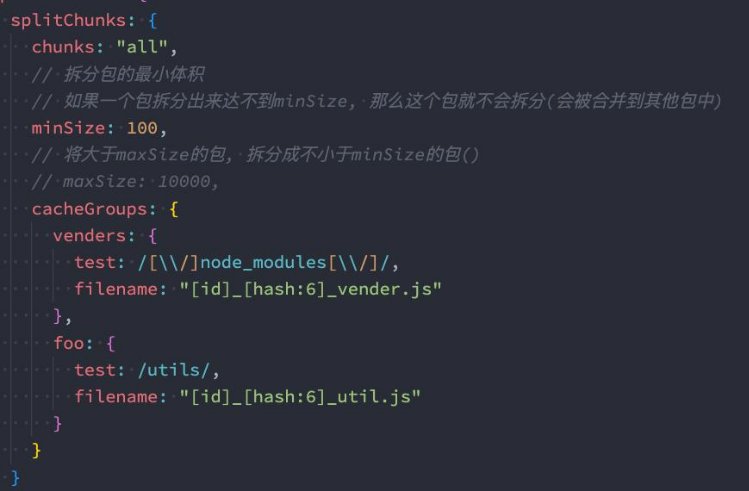 splitChunks: {
chunks: "all",
// 拆分包的最小体积
// 如果一个包拆分出来达不到minSize, 那么这个包就不会拆分(会被合并到其他包中)
minSize: 100,
// 将大于maxSize的包, 拆分成不小于minSize的包()
// maxSize: 10000,
cacheGroups: {
venders: {
test: /[\\/]node_modules[\\/]/,
filename: "[id]_[hash:6]_vender.js"
},
foo: {
test: /utils/,
filename: "[id]_[hash:6]_util.js"
}
}
}